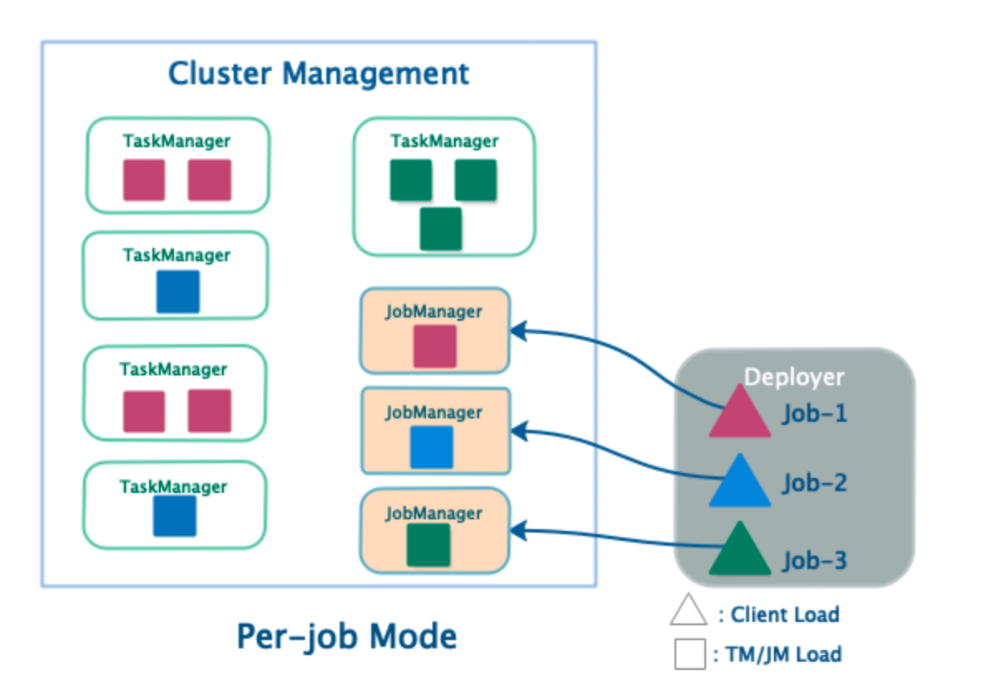 Cluster Management
TaskManager
TaskManager
TaskManager
TaskManager
TaskManager
JobManager
JobManager
JobManager
Deployer
Job-1
Job-2
Job-3
: Client Load
: TM/JM Load
Per-job Mode